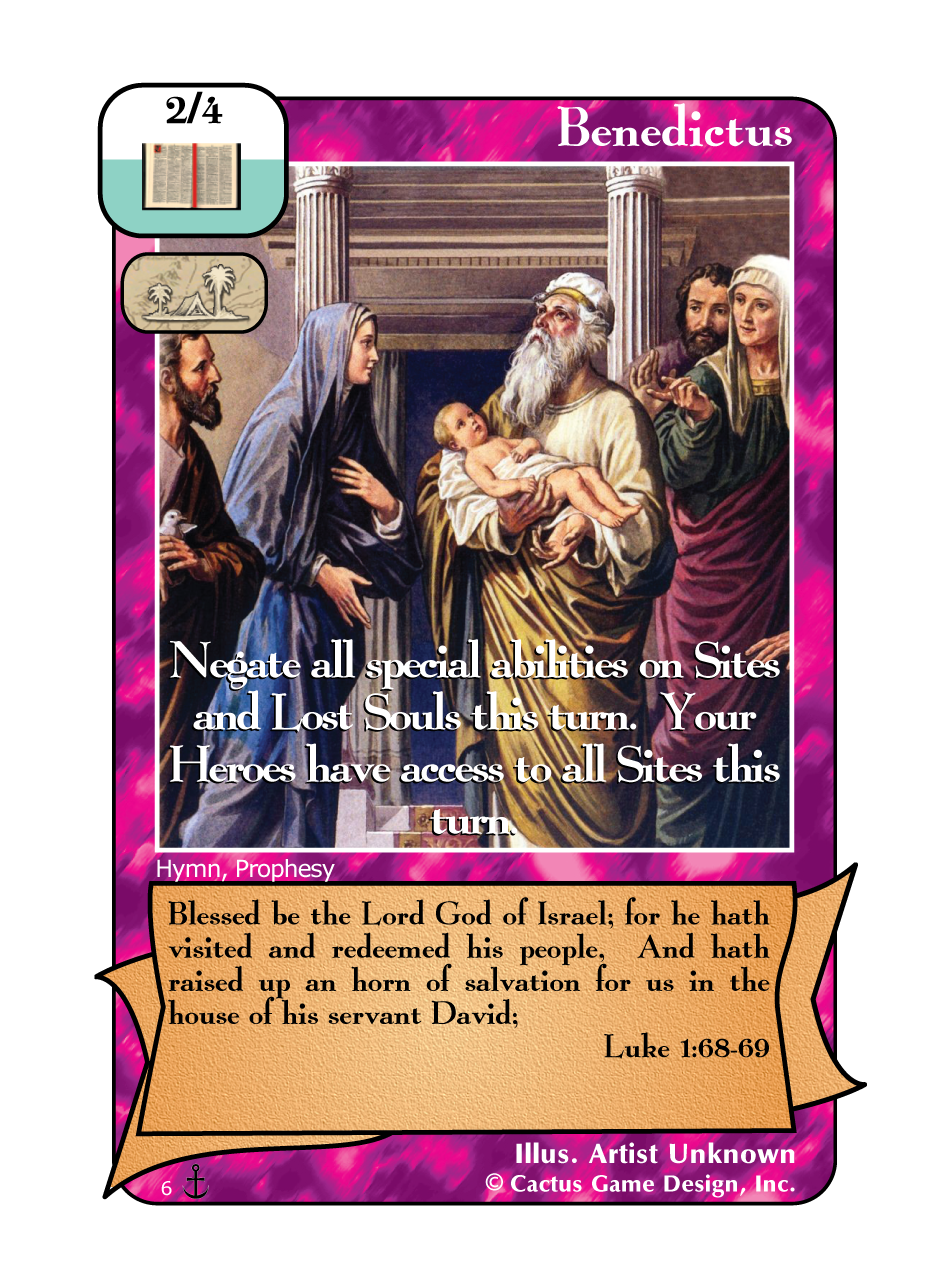 2/4
Benedictus
Negate all special abilities on Sites
and Lost Souls this turn. Your
Heroes have access to all Sites this
turn.
Hymn, Prophesy
Blessed be the Lord God of Israel; for he hath
visited and redeemed his people, And hath
raised up an horn of salvation for us in the
house of his servant David;
Luke 1:68-69
Illus. Artist Unknown
6
© Cactus Game Design, Inc.